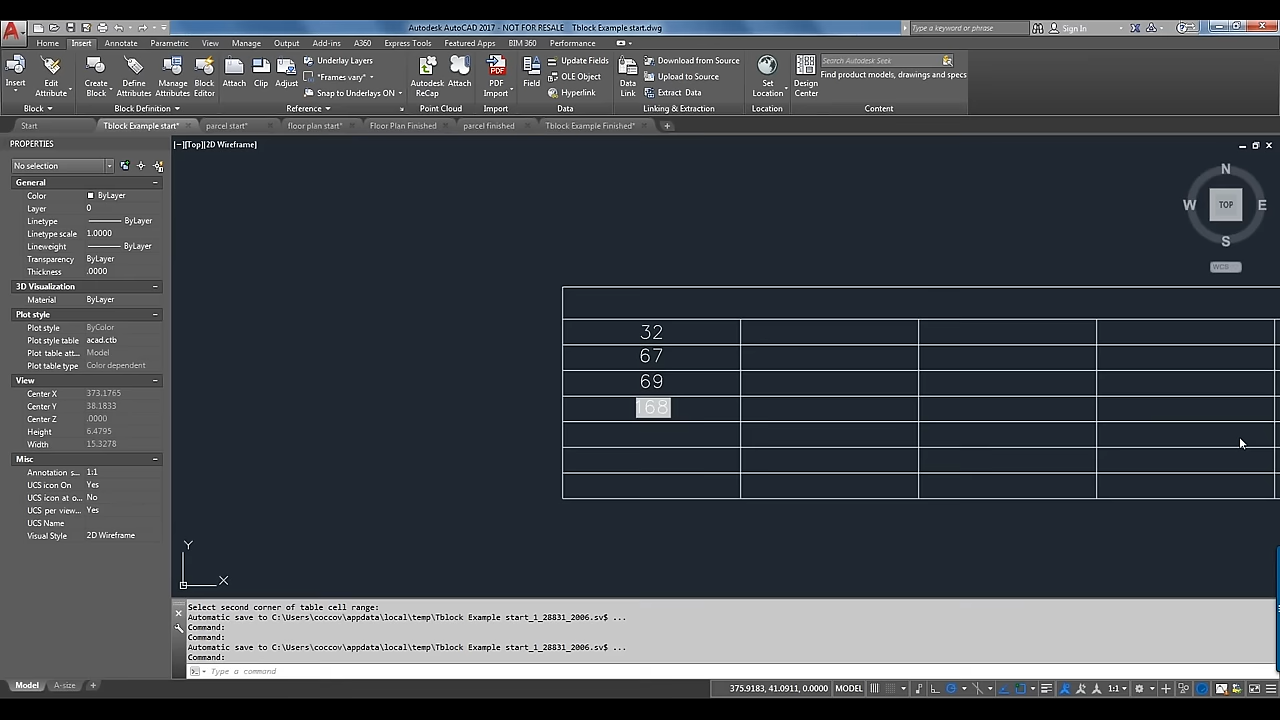 Autodesk AutoCAD 2017 - NOT FOR RESALE Tblock Example start.dwg
Type a keyword or phrase
Sign In
Home Insert Annotate Parametric View Manage Output Add-ins A360 Express Tools Featured Apps BIM 360 Performance
Insert
Edit Attribute
Create Block
Define Attributes
Manage Attributes
Block Editor
Attach
Clip
Adjust
Underlay Layers
*Frames vary*
Snap to Underlays ON
Autodesk ReCap
Attach
PDF Import
Field
Update Fields
OLE Object
Hyperlink
Data Link
Download from Source
Upload to Source
Extract Data
Set Location
Design Center
Search Autodesk Seek
Find product models, drawings and specs
Block
Block Definition
Reference
Point Cloud
Import
Data
Linking & Extraction
Location
Content
Start
Tblock Example start*
parcel start*
floor plan start*
Floor Plan Finished
parcel finished
Tblock Example Finished*
PROPERTIES
[−][Top][2D Wireframe]
No selection
General
Color ByLayer
Layer 0
Linetype ByLayer
Linetype scale 1.0000
Lineweight ByLayer
Transparency ByLayer
Thickness .0000
3D Visualization
Material ByLayer
Plot style
Plot style ByColor
Plot style table acad.ctb
Plot table att... Model
Plot table type Color dependent
View
Center X 373.1765
Center Y 38.1833
Center Z .0000
Height 6.4795
Width 15.3278
Misc
Annotation s... 1:1
UCS icon On Yes
UCS icon at o... No
UCS per view... Yes
UCS Name
Visual Style 2D Wireframe
N
W TOP E
S
WCS
32
67
69
168
Y
X
Select second corner of table cell range:
Automatic save to C:\Users\coccov\appdata\local\temp\Tblock Example start_1_28831_2006.sv$ ...
Command:
Command:
Automatic save to C:\Users\coccov\appdata\local\temp\Tblock Example start_1_28831_2006.sv$ ...
Command:
Type a command
Model A-size
375.9183, 41.0911, 0.0000 MODEL 1:1